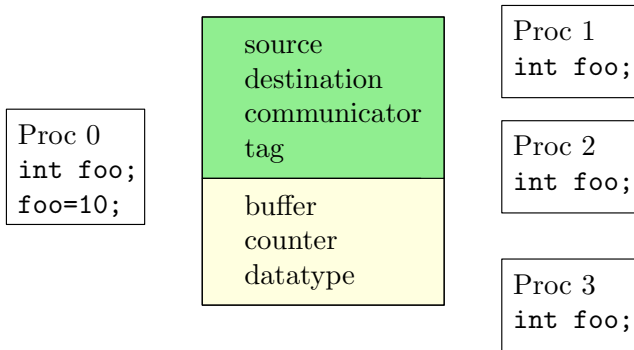 Proc 0
int foo;
foo=10;
source
destination
communicator
tag
buffer
counter
datatype
Proc 1
int foo;
Proc 2
int foo;
Proc 3
int foo;